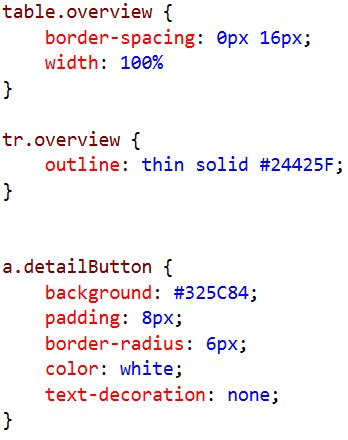 table.overview {
    border-spacing: 0px 16px;
    width: 100%
}

tr.overview {
    outline: thin solid #24425F;
}

a.detailButton {
    background: #325C84;
    padding: 8px;
    border-radius: 6px;
    color: white;
    text-decoration: none;
}